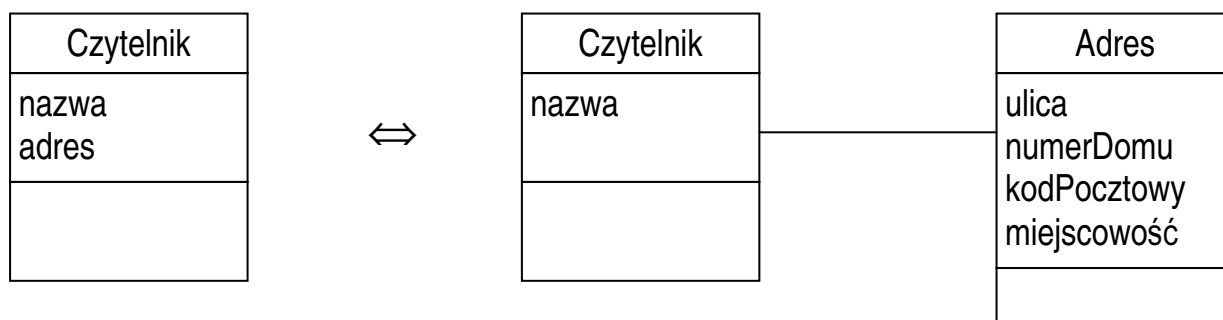 Czytelnik
nazwa
adres
⇔
Czytelnik
nazwa
Adres
ulica
numerDomu
kodPocztowy
miejscowość